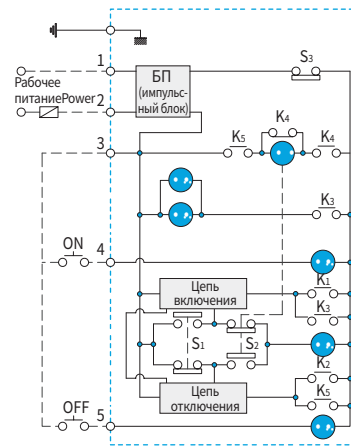 1
S3
БП
(импульс-
ный блок)
Рабочее
питаниеPower
2
K4
3
K5
K4
K3
ON
4
K1
Цепь
включения
K3
S1
S2
K2
Цепь
отключения
K5
OFF
5